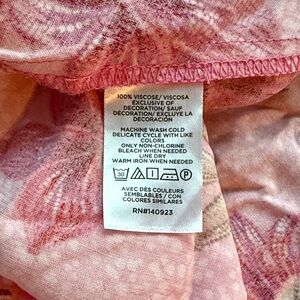 100% VISCOSE/ VISCOSA
EXCLUSIVE OF
DECORATION/ SAUF
DECORATION/ EXCLUYE LA
DECORACIÓN
MACHINE WASH COLD
DELICATE CYCLE WITH LIKE
COLORS
ONLY NON-CHLORINE
BLEACH WHEN NEEDED
LINE DRY
WARM IRON WHEN NEEDED
30 P
AVEC DES COULEURS
SEMBLABLES / CON
COLORES SIMILARES
RN#140923